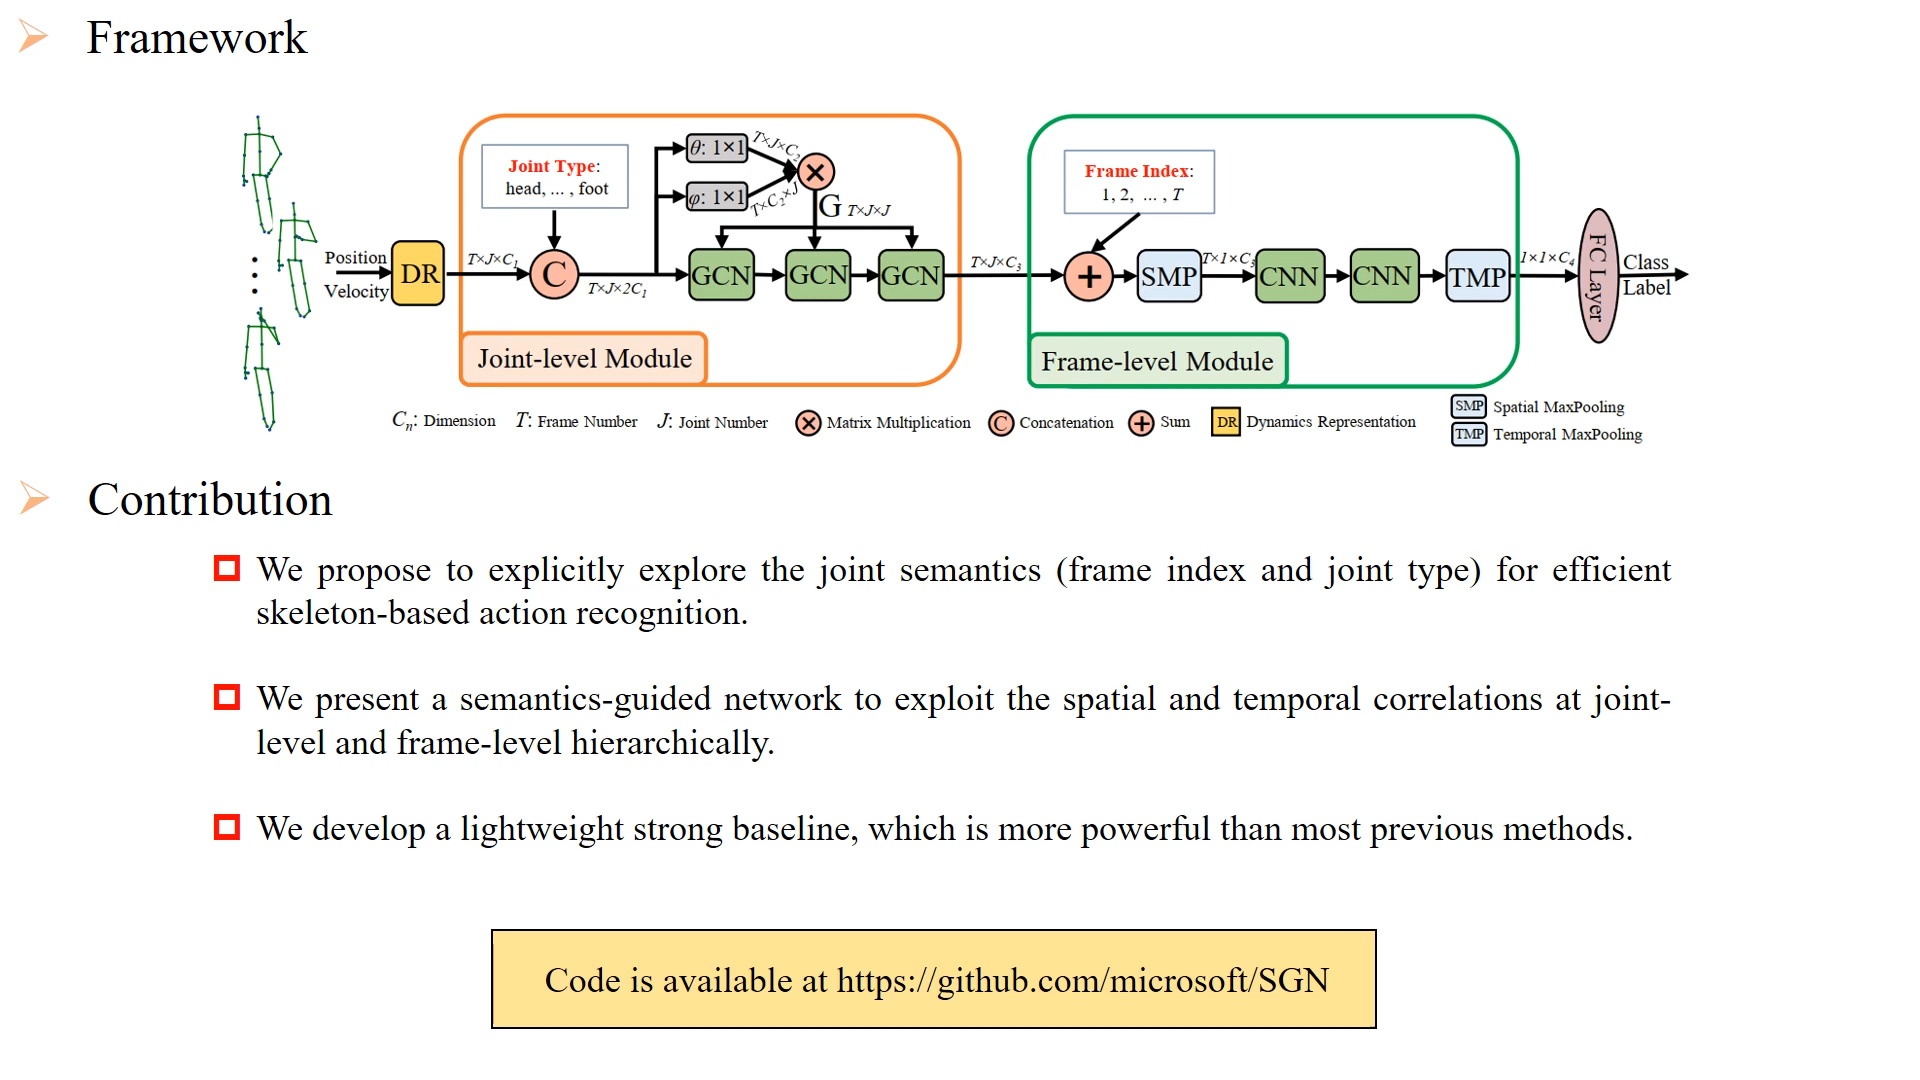 Framework
Joint Type:
head, ... , foot
θ: 1×1
φ: 1×1
T×J×C₂
T×C₂×J
G T×J×J
Position
Velocity
DR
T×J×C₁
C
T×J×2C₁
GCN
GCN
GCN
T×J×C₃
Joint-level Module
Frame Index:
1, 2, ... , T
+
SMP
T×1×C₃
CNN
CNN
TMP
1×1×C₄
FC Layer
Class
Label
Frame-level Module
Cₙ: Dimension T: Frame Number J: Joint Number × Matrix Multiplication C Concatenation + Sum DR Dynamics Representation
SMP Spatial MaxPooling
TMP Temporal MaxPooling
Contribution
We propose to explicitly explore the joint semantics (frame index and joint type) for efficient
skeleton-based action recognition.
We present a semantics-guided network to exploit the spatial and temporal correlations at joint-
level and frame-level hierarchically.
We develop a lightweight strong baseline, which is more powerful than most previous methods.
Code is available at https://github.com/microsoft/SGN